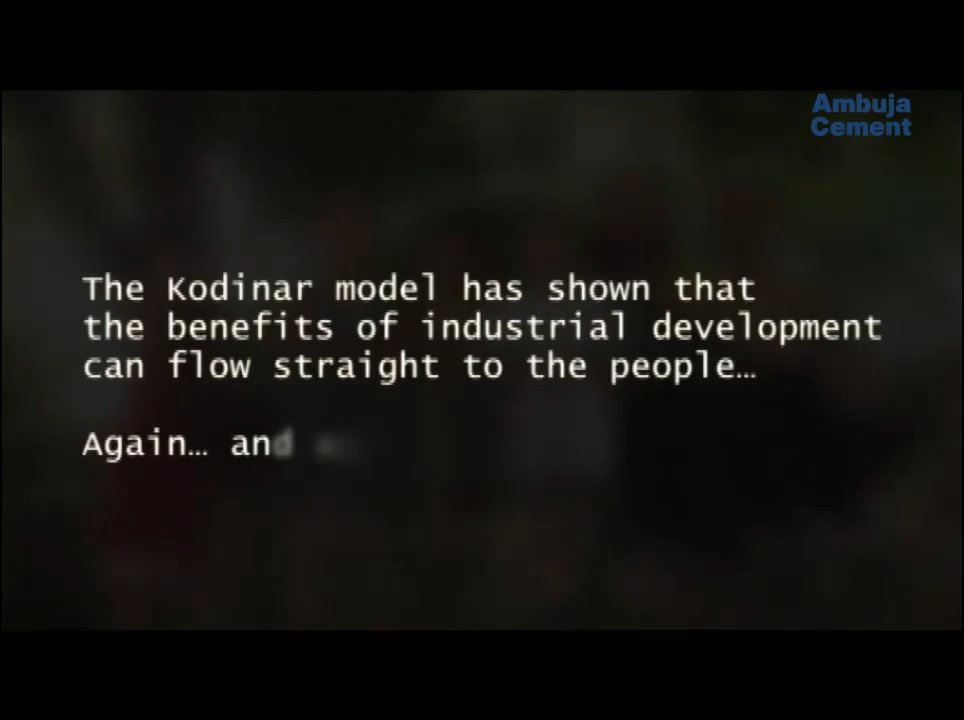 Ambuja
Cement
The Kodinar model has shown that
the benefits of industrial development
can flow straight to the people…
Again… and